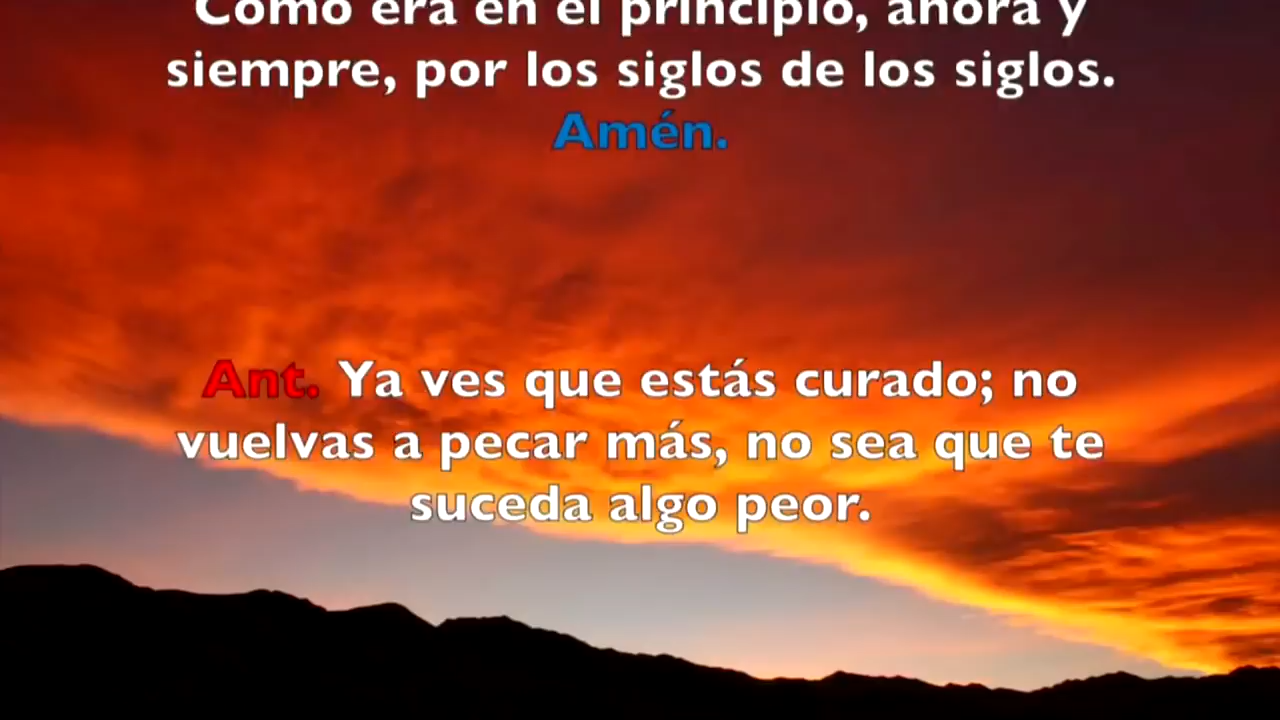 Como era en el principio, ahora y
siempre, por los siglos de los siglos.
Amén.
Ant. Ya ves que estás curado; no
vuelvas a pecar más, no sea que te
suceda algo peor.